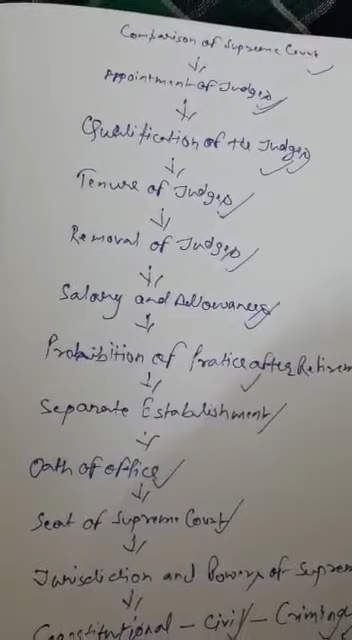 Comparison of Supreme Court
Appointment of Judges
Qualification of the Judges
Tenure of Judges
Removal of Judges
Salary and Allowances
Prohibition of Pratice after Retirem
Separate Establishment
Oath of office
Seat of Supreme Court
Jurisdiction and Powers of Suprem
Constitutional - Civil - Criminal